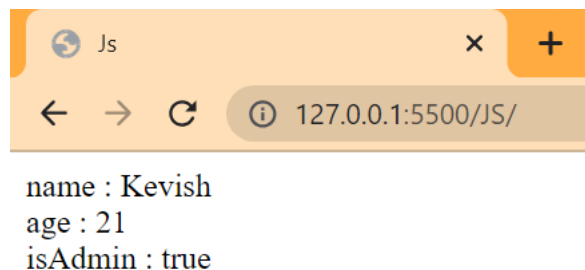 Js
127.0.0.1:5500/JS/
name : Kevish
age : 21
isAdmin : true